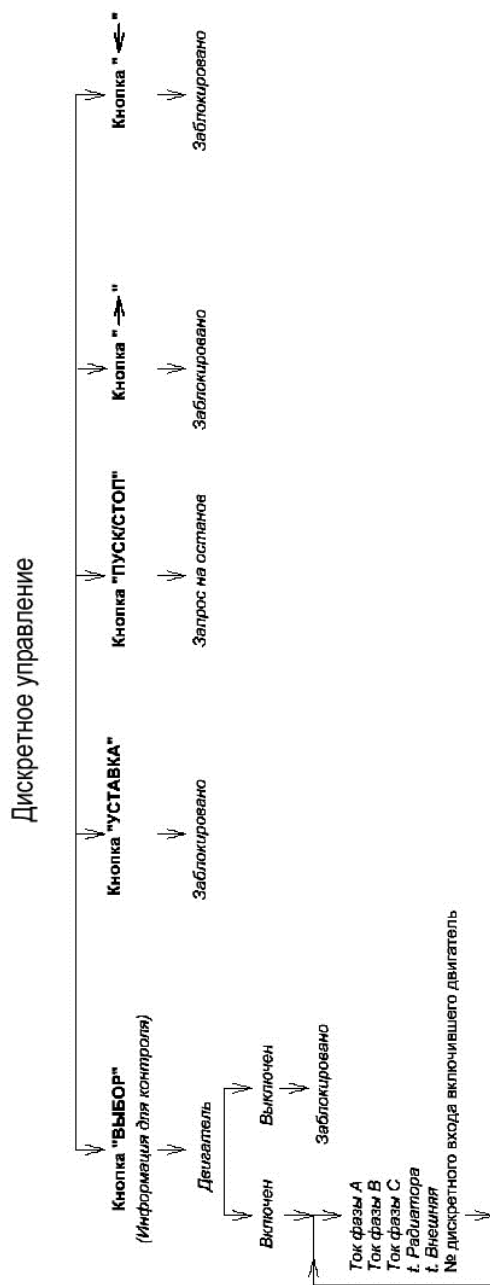 Дискретное управление
Кнопка "ВЫБОР"
(Информация для контроля)
Двигатель
Включен
Выключен
Заблокировано
Ток фазы А
Ток фазы В
Ток фазы С
t. Радиатора
t. Внешняя
№ дискретного входа включившего двигатель
Кнопка "УСТАВКА"
Заблокировано
Кнопка "ПУСК/СТОП"
Запрос на останов
Кнопка "→"
Заблокировано
Кнопка "←"
Заблокировано